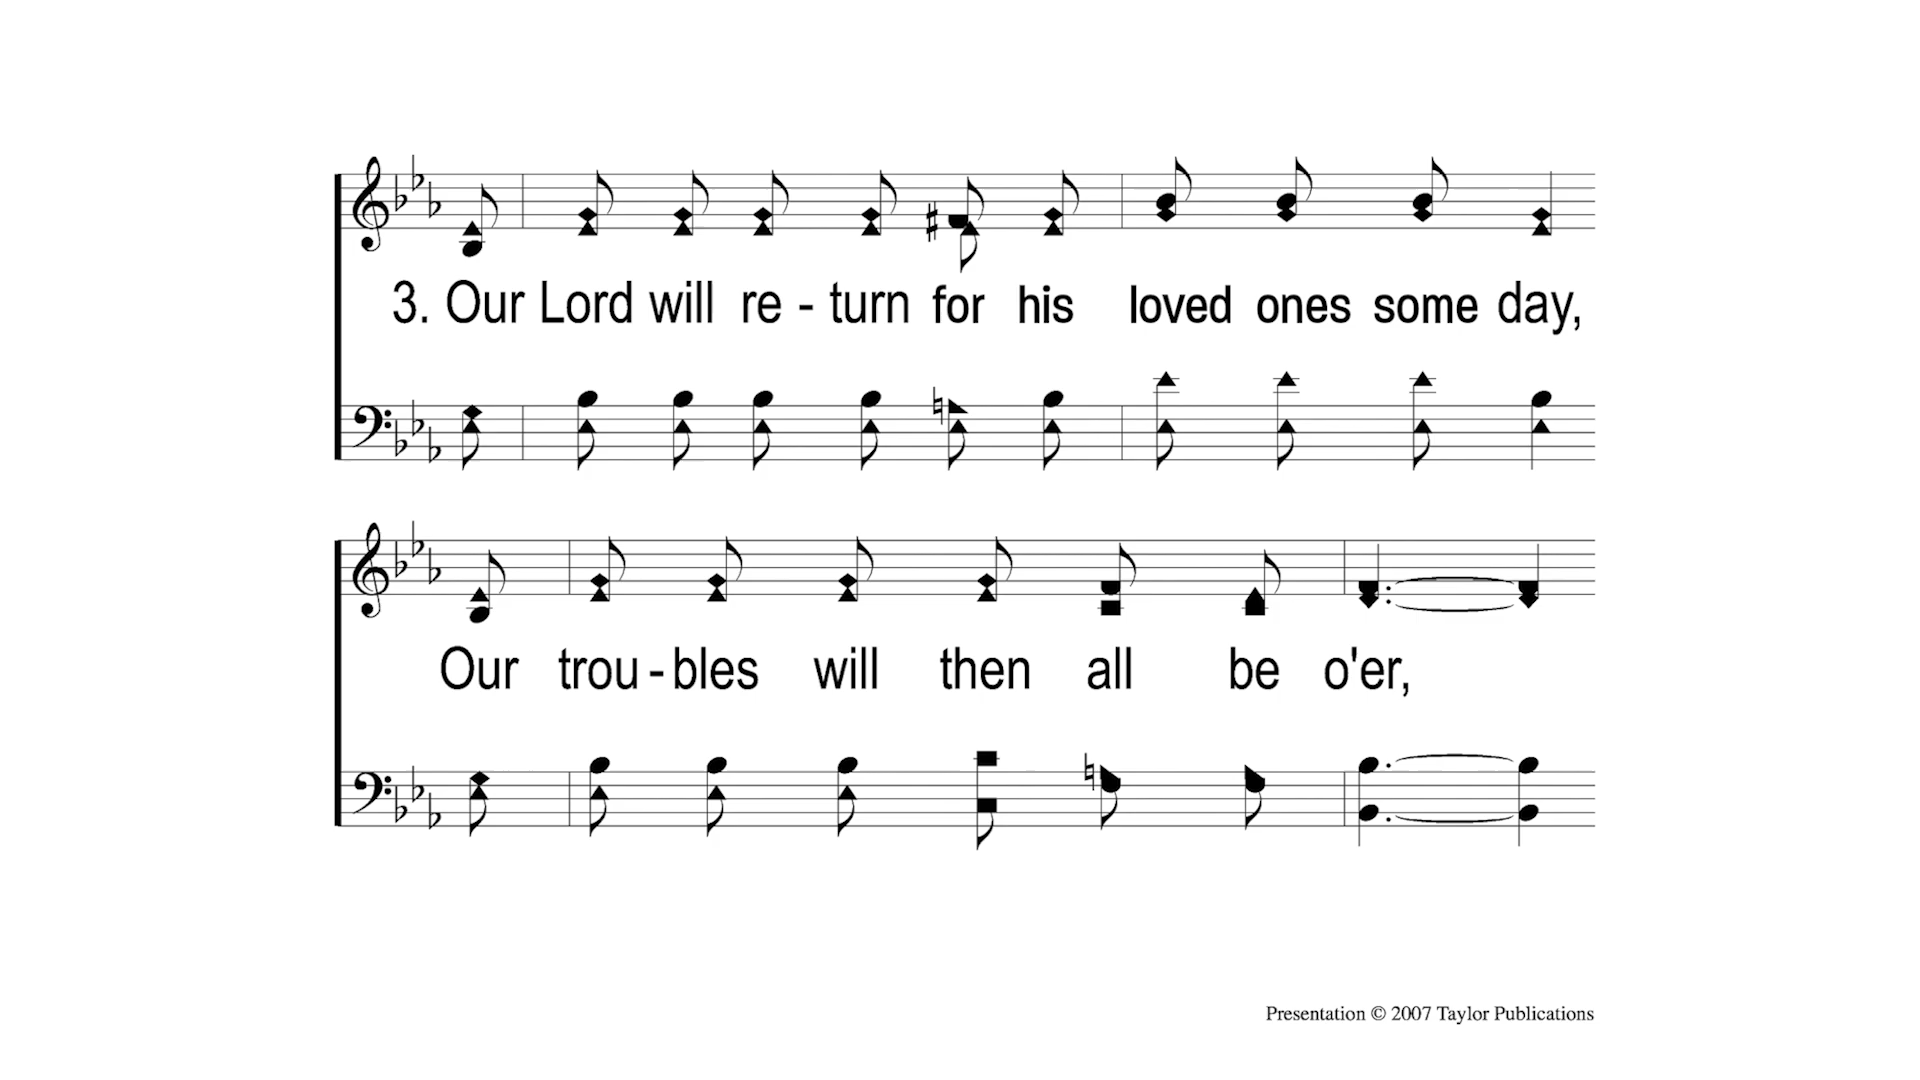 3. Our Lord will re - turn for his loved ones some day,
Our trou - bles will then all be o'er,
Presentation © 2007 Taylor Publications